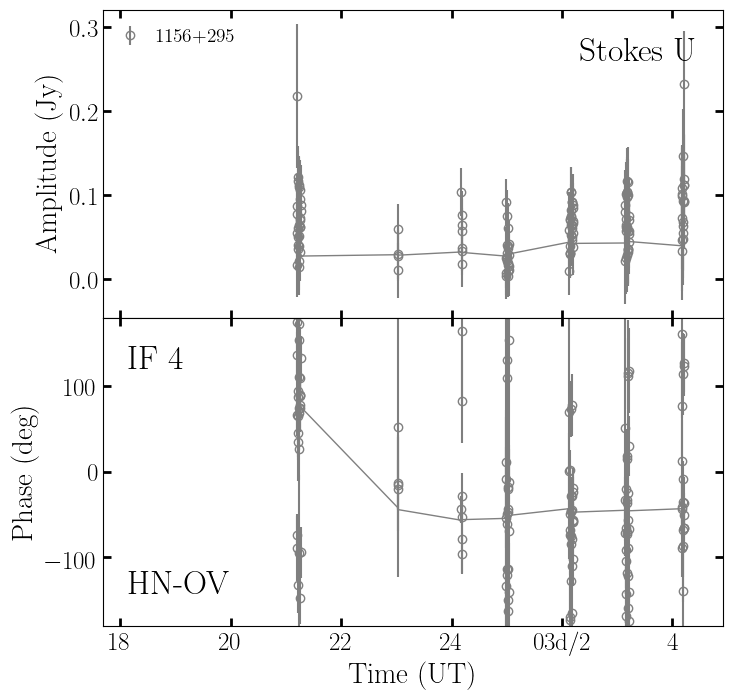 1156+295
Stokes U
0.3
0.2
0.1
0.0
Amplitude (Jy)
IF 4
100
0
−100
Phase (deg)
HN-OV
18 20 22 24 03d/2 4
Time (UT)